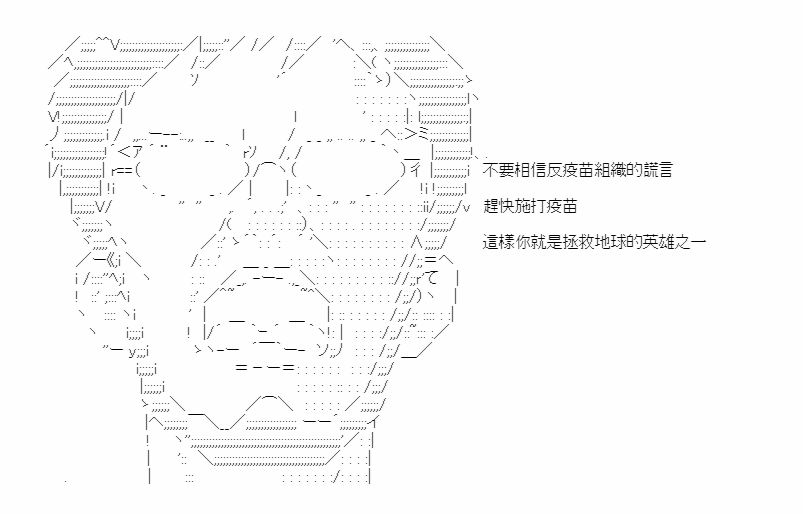 不要相信反疫苗組織的謊言
趕快施打疫苗
這樣你就是拯救地球的英雄之一